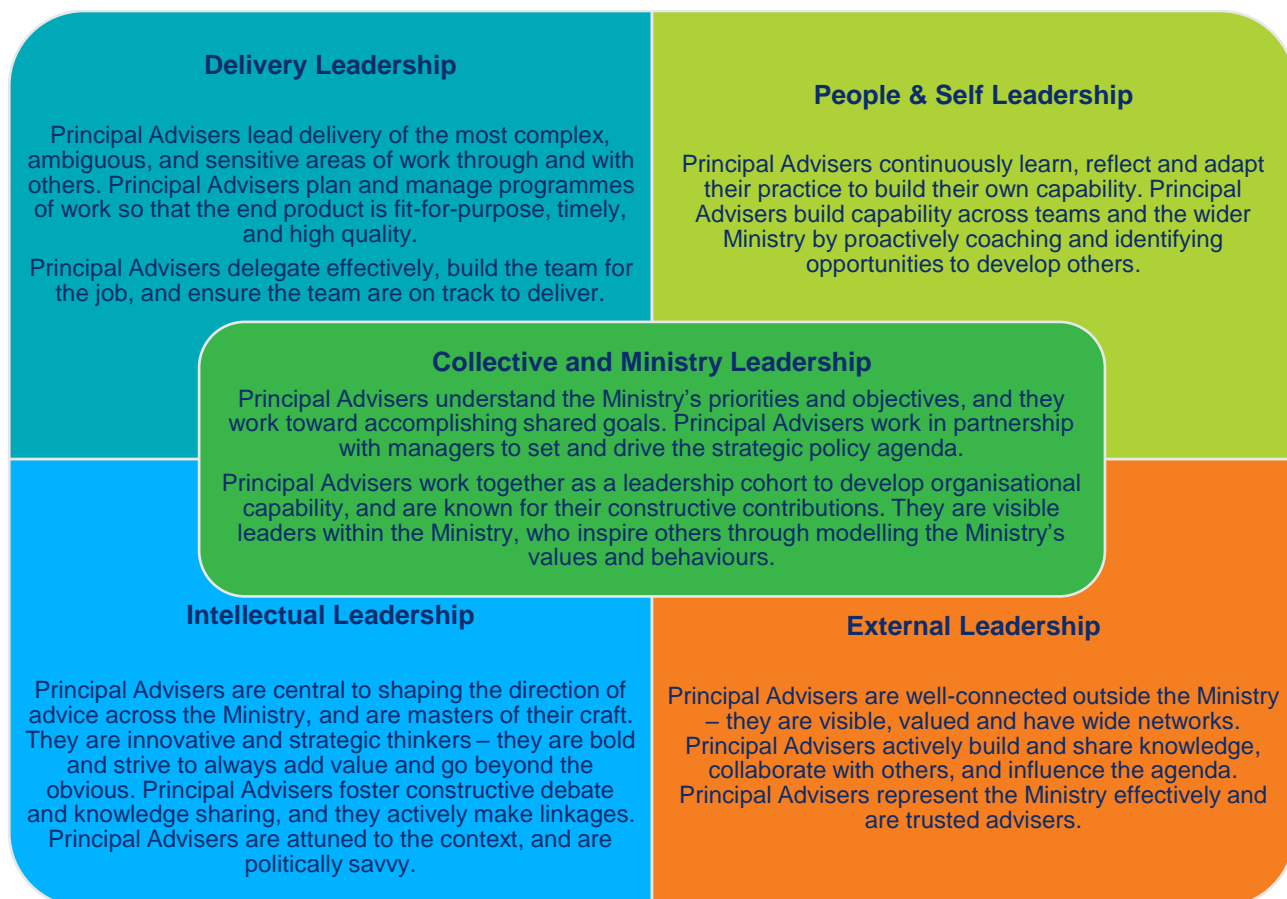 Delivery Leadership
Principal Advisers lead delivery of the most complex,
ambiguous, and sensitive areas of work through and with
others. Principal Advisers plan and manage programmes
of work so that the end product is fit-for-purpose, timely,
and high quality.
Principal Advisers delegate effectively, build the team for
the job, and ensure the team are on track to deliver.
People & Self Leadership
Principal Advisers continuously learn, reflect and adapt
their practice to build their own capability. Principal
Advisers build capability across teams and the wider
Ministry by proactively coaching and identifying
opportunities to develop others.
Collective and Ministry Leadership
Principal Advisers understand the Ministry’s priorities and objectives, and they
work toward accomplishing shared goals. Principal Advisers work in partnership
with managers to set and drive the strategic policy agenda.
Principal Advisers work together as a leadership cohort to develop organisational
capability, and are known for their constructive contributions. They are visible
leaders within the Ministry, who inspire others through modelling the Ministry’s
values and behaviours.
Intellectual Leadership
Principal Advisers are central to shaping the direction of
advice across the Ministry, and are masters of their craft.
They are innovative and strategic thinkers – they are bold
and strive to always add value and go beyond the
obvious. Principal Advisers foster constructive debate
and knowledge sharing, and they actively make linkages.
Principal Advisers are attuned to the context, and are
politically savvy.
External Leadership
Principal Advisers are well-connected outside the Ministry
– they are visible, valued and have wide networks.
Principal Advisers actively build and share knowledge,
collaborate with others, and influence the agenda.
Principal Advisers represent the Ministry effectively and
are trusted advisers.